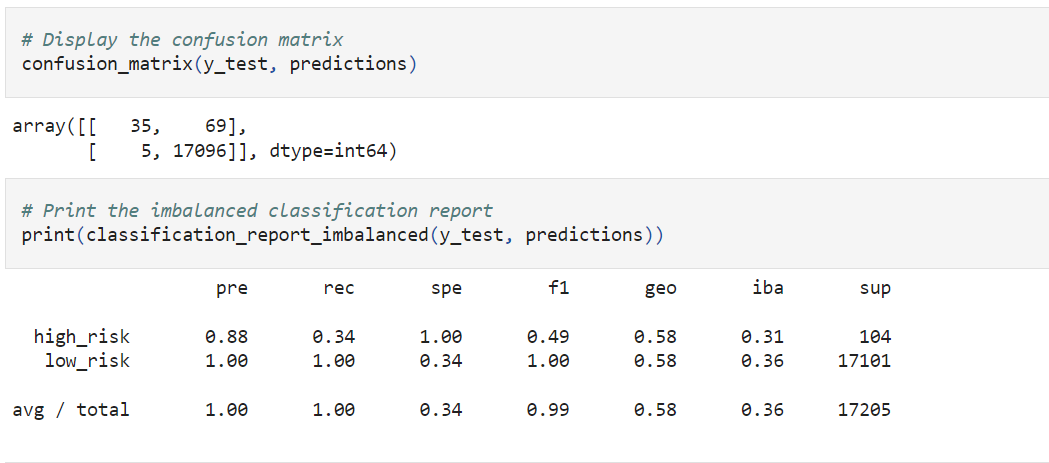 # Display the confusion matrix
confusion_matrix(y_test, predictions)
array([[   35,    69],
       [    5, 17096]], dtype=int64)
# Print the imbalanced classification report
print(classification_report_imbalanced(y_test, predictions))
                   pre       rec       spe        f1       geo       iba       sup
  high_risk       0.88      0.34      1.00      0.49      0.58      0.31       104
   low_risk       1.00      1.00      0.34      1.00      0.58      0.36     17101
avg / total       1.00      1.00      0.34      0.99      0.58      0.36     17205